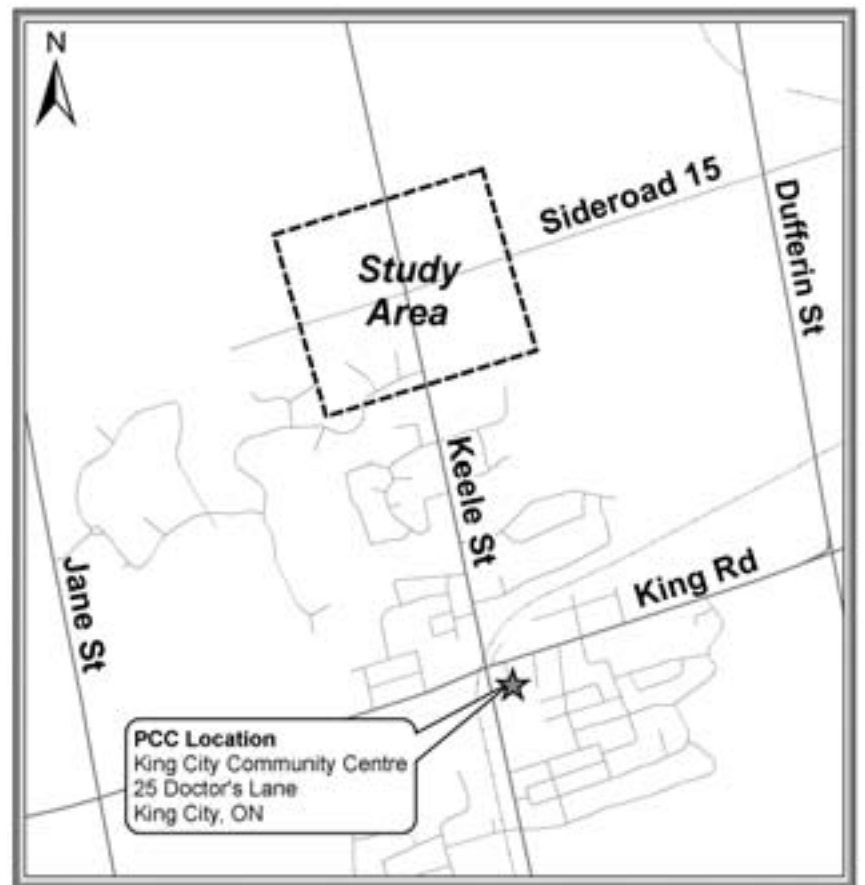 N
Sideroad 15
Dufferin St
Study
Area
Keele St
King Rd
Jane St
PCC Location
King City Community Centre
25 Doctor's Lane
King City, ON